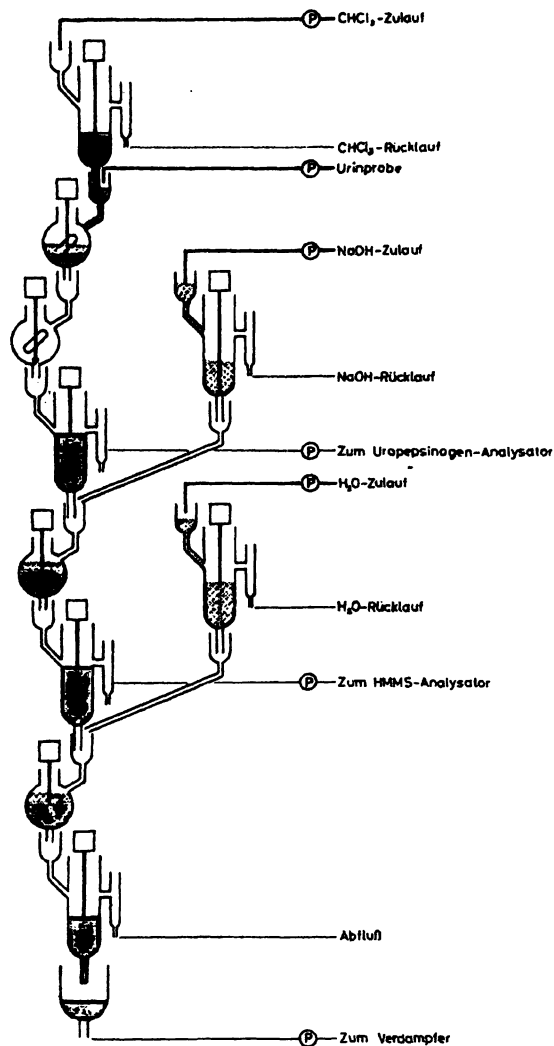 P CHCl₃-Zulauf
CHCl₃-Rücklauf
P Urinprobe
P NaOH-Zulauf
NaOH-Rücklauf
P Zum Uropepsinogen-Analysator
P H₂O-Zulauf
H₂O-Rücklauf
P Zum HMMS-Analysator
Abfluß
P Zum Verdampfer